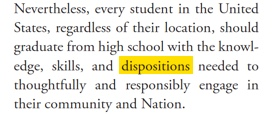 Nevertheless, every student in the United
States, regardless of their location, should
graduate from high school with the knowl-
edge, skills, and dispositions needed to
thoughtfully and responsibly engage in
their community and Nation.